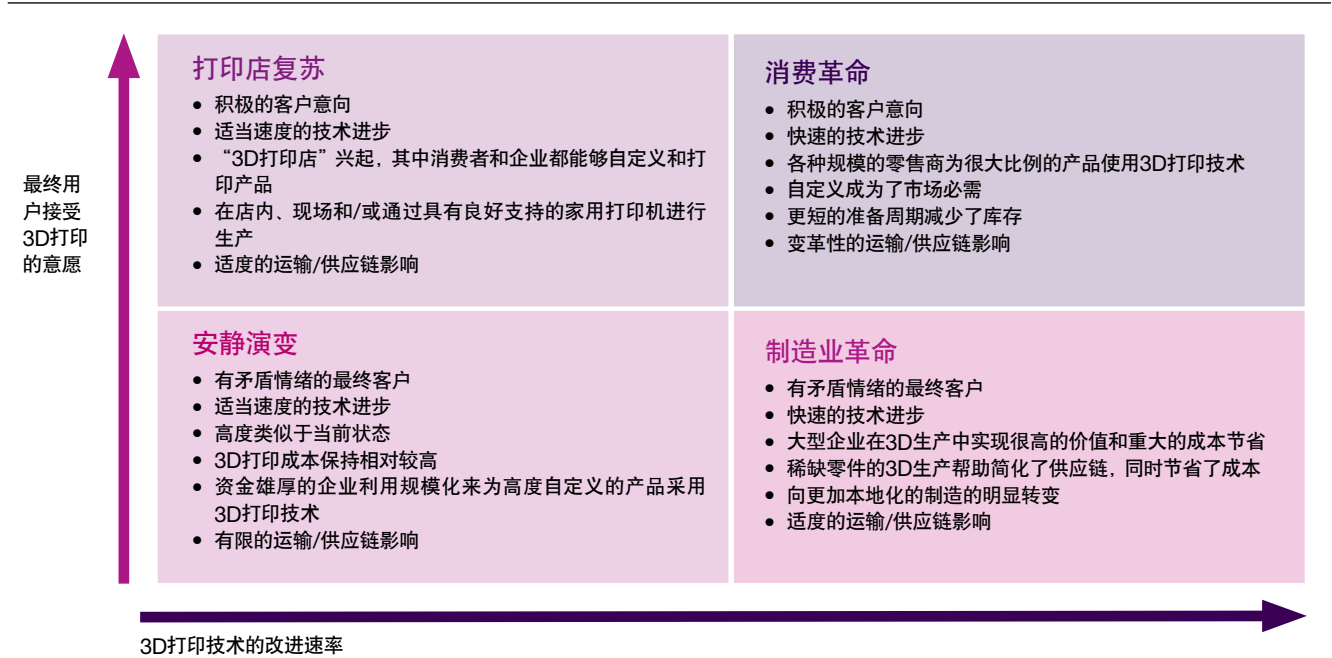 最终用
户接受
3D打印
的意愿
打印店复苏
• 积极的客户意向
• 适当速度的技术进步
• “3D打印店”兴起，其中消费者和企业都能够自定义和打
印产品
• 在店内、现场和/或通过具有良好支持的家用打印机进行
生产
• 适度的运输/供应链影响
消费革命
• 积极的客户意向
• 快速的技术进步
• 各种规模的零售商为很大比例的产品使用3D打印技术
• 自定义成为了市场必需
• 更短的准备周期减少了库存
• 变革性的运输/供应链影响
安静演变
• 有矛盾情绪的最终客户
• 适当速度的技术进步
• 高度类似于当前状态
• 3D打印成本保持相对较高
• 资金雄厚的企业利用规模化来为高度自定义的产品采用
3D打印技术
• 有限的运输/供应链影响
制造业革命
• 有矛盾情绪的最终客户
• 快速的技术进步
• 大型企业在3D生产中实现很高的价值和重大的成本节省
• 稀缺零件的3D生产帮助简化了供应链，同时节省了成本
• 向更加本地化的制造的明显转变
• 适度的运输/供应链影响
3D打印技术的改进速率